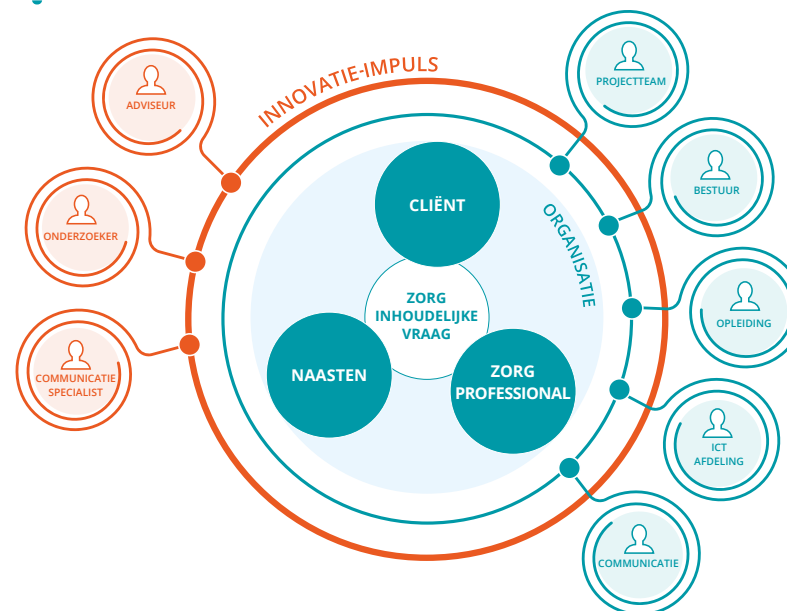 INNOVATIE-IMPULS
ADVISEUR
ONDERZOEKER
COMMUNICATIE
SPECIALIST
CLIËNT
ZORG
INHOUDELIJKE
VRAAG
NAASTEN
ZORG
PROFESSIONAL
ORGANISATIE
PROJECTTEAM
BESTUUR
OPLEIDING
ICT
AFDELING
COMMUNICATIE